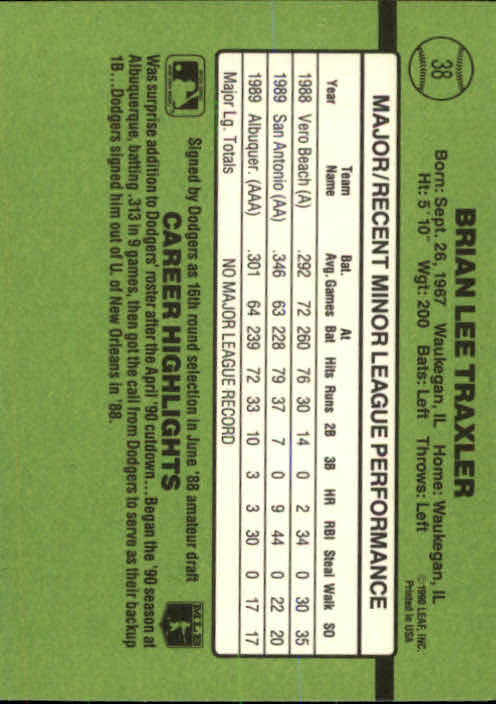 38
BRIAN LEE TRAXLER
Born: Sept. 26, 1967 Waukegan, IL Home: Waukegan, IL
Ht: 5' 10" Wgt: 200 Bats: Left Throws: Left
© 1990 LEAF, INC.
Printed in USA
MAJOR/RECENT MINOR LEAGUE PERFORMANCE
Year Team Name Bat. Avg. Games At Bat Hits Runs 2B 3B HR RBI Steal Walk SO
1988 Vero Beach (A) .292 72 260 76 30 14 0 2 34 0 30 35
1989 San Antonio (AA) .346 63 228 79 37 7 0 9 44 0 22 20
1989 Albuquer. (AAA) .301 64 239 72 33 10 3 3 30 0 17 17
Major Lg. Totals NO MAJOR LEAGUE RECORD
Signed by Dodgers as 16th round selection in June '88 amateur draft
CAREER HIGHLIGHTS
MLB
Was surprise addition to Dodgers' roster after the April '90 cutdown...Began the '90 season at
Albuquerque, batting .313 in 9 games, then got the call from Dodgers to serve as their backup
1B...Dodgers signed him out of U. of New Orleans in '88.